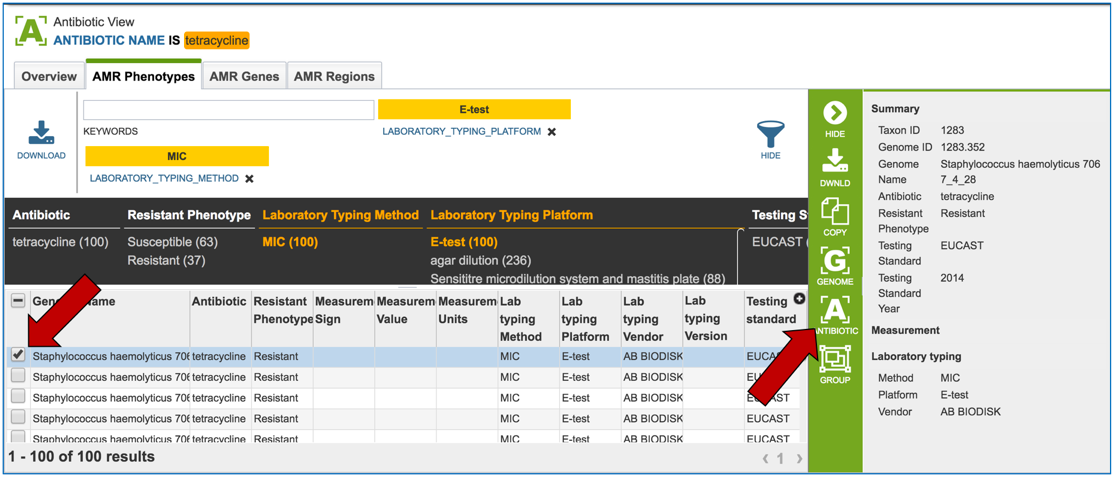 Antibiotic View
ANTIBIOTIC NAME IS tetracycline
Overview AMR Phenotypes AMR Genes AMR Regions
DOWNLOAD
KEYWORDS
E-test
LABORATORY_TYPING_PLATFORM ✖
MIC
LABORATORY_TYPING_METHOD ✖
HIDE
Antibiotic Resistant Phenotype Laboratory Typing Method Laboratory Typing Platform Testing S
tetracycline (100) Susceptible (63) MIC (100) E-test (100) EUCAST (
Resistant (37) agar dilution (236)
Sensititre microdilution system and mastitis plate (88)
Name Antibiotic Resistant Measurem Measurem Measurem Lab Lab Lab Lab Testing
Phenotype Sign Value Units typing typing typing typing standard
Method Platform Vendor Version
Staphylococcus haemolyticus 706 tetracycline Resistant MIC E-test AB BIODISK EUCAST
Staphylococcus haemolyticus 706 tetracycline Resistant MIC E-test AB BIODISK
Staphylococcus haemolyticus 706 tetracycline Resistant MIC E-test AB BIODISK EUCAST
Staphylococcus haemolyticus 706 tetracycline Resistant MIC E-test AB BIODISK EUCAST
Staphylococcus haemolyticus 706 tetracycline Resistant MIC E-test AB BIODISK EUCAST
1 - 100 of 100 results
‹ 1 ›
HIDE
DWNLD
COPY
GENOME
ANTIBIOTIC
GROUP
Summary
Taxon ID 1283
Genome ID 1283.352
Genome Staphylococcus haemolyticus 706
Name 7_4_28
Antibiotic tetracycline
Resistant Resistant
Phenotype
Testing EUCAST
Standard
Testing 2014
Standard
Year
Measurement
Laboratory typing
Method MIC
Platform E-test
Vendor AB BIODISK